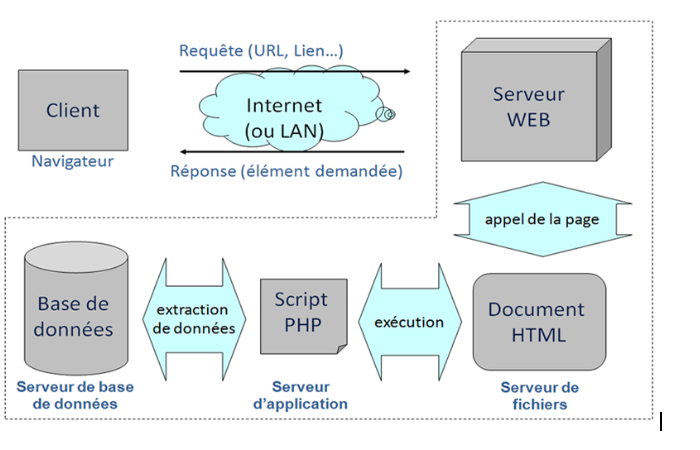 Requête (URL, Lien...)
Client
Navigateur
Internet
(ou LAN)
Réponse (élément demandée)
Serveur
WEB
appel de la page
Base de
données
extraction
de données
Script
PHP
exécution
Document
HTML
Serveur de base
de données
Serveur
d'application
Serveur de
fichiers